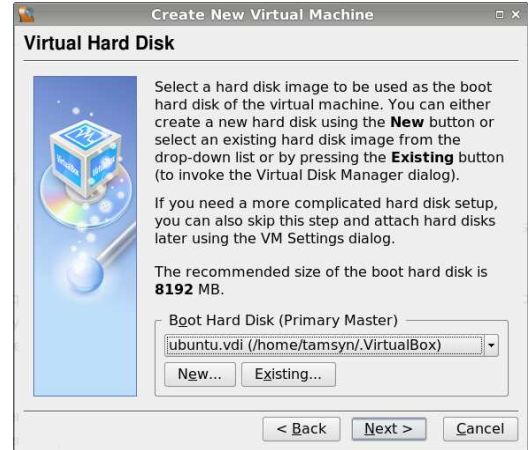 Create New Virtual Machine
Virtual Hard Disk
Select a hard disk image to be used as the boot
hard disk of the virtual machine. You can either
create a new hard disk using the New button or
select an existing hard disk image from the
drop-down list or by pressing the Existing button
(to invoke the Virtual Disk Manager dialog).
If you need a more complicated hard disk setup,
you can also skip this step and attach hard disks
later using the VM Settings dialog.
The recommended size of the boot hard disk is
8192 MB.
Boot Hard Disk (Primary Master)
ubuntu.vdi (/home/tamsyn/.VirtualBox)
New... Existing...
< Back Next > Cancel